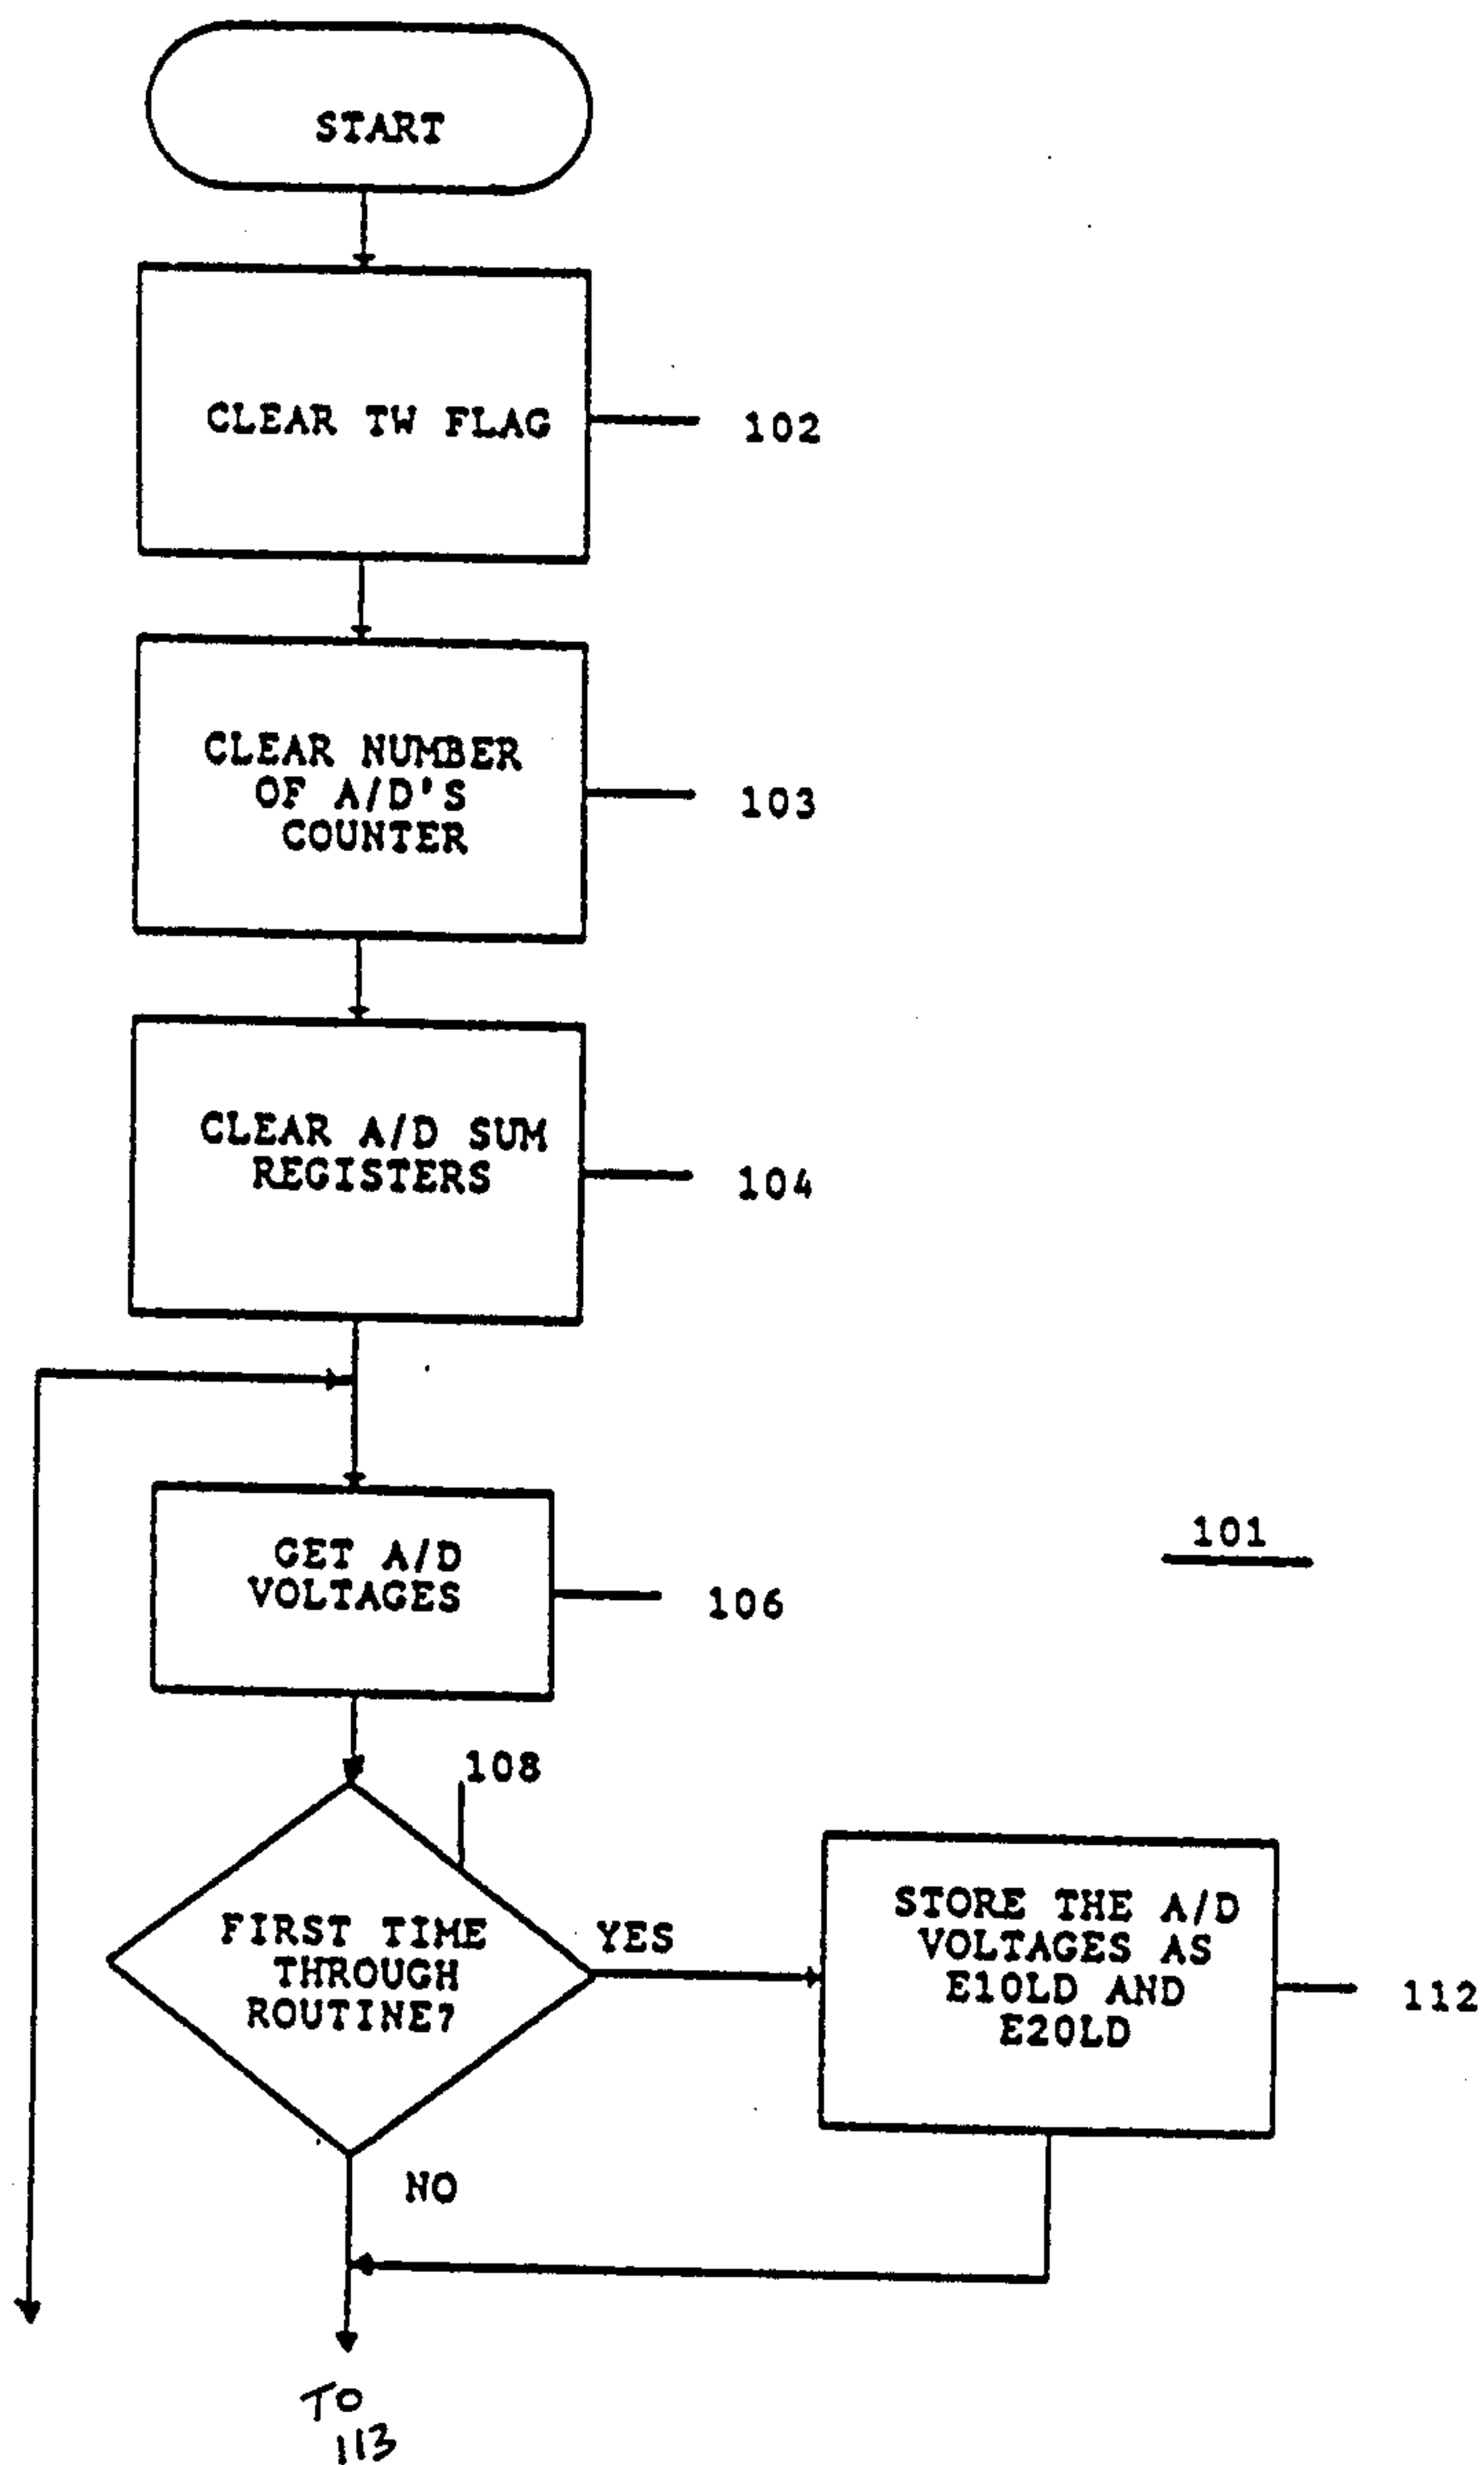 START
CLEAR TW FLAG
102
CLEAR NUMBER
OF A/D'S
COUNTER
103
CLEAR A/D SUM
REGISTERS
104
GET A/D
VOLTAGES
106
101
108
FIRST TIME
THROUGH
ROUTINE?
YES
STORE THE A/D
VOLTAGES AS
E1OLD AND
E2OLD
112
NO
TO
113